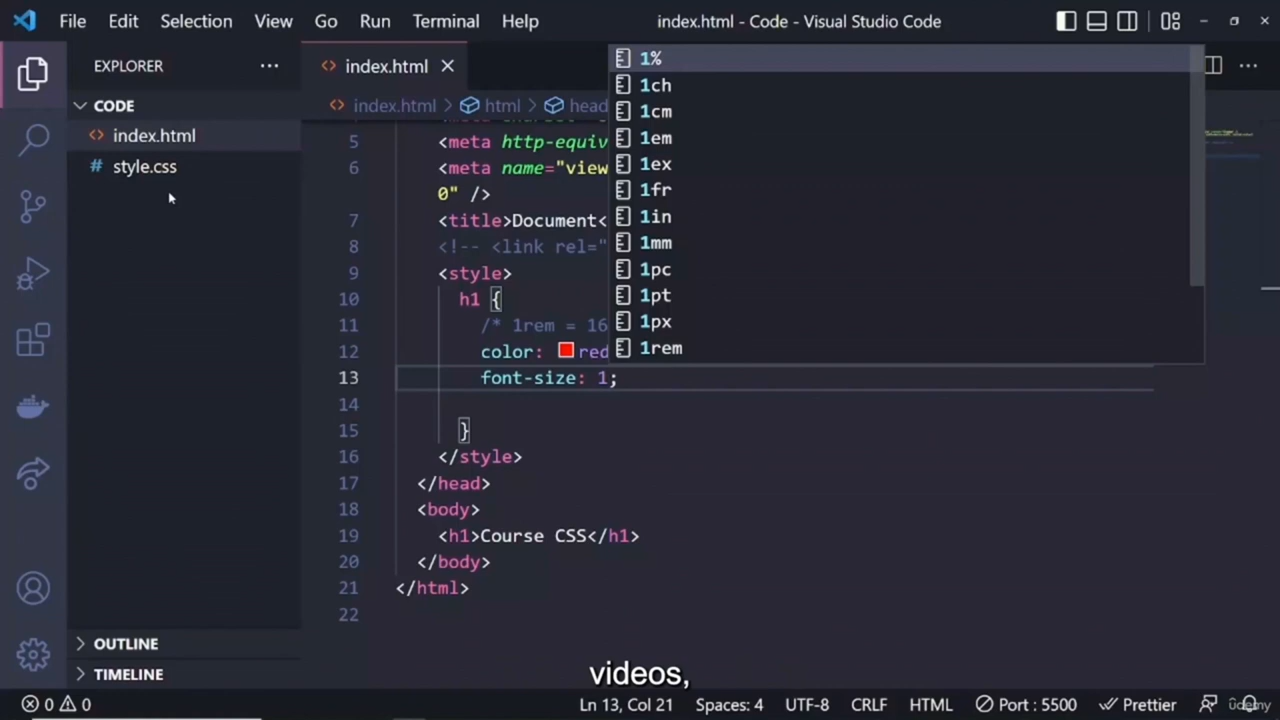 File Edit Selection View Go Run Terminal Help index.html - Code - Visual Studio Code
EXPLORER
CODE
index.html
# style.css
OUTLINE
TIMELINE
index.html
index.html > html > head
5 <meta http-equiv
6 <meta name="view
0" />
7 <title>Document<
8 <!-- <link rel="
9 <style>
10 h1 {
11 /* 1rem = 16
12 color: red
13 font-size: 1;
14
15 }
16 </style>
17 </head>
18 <body>
19 <h1>Course CSS</h1>
20 </body>
21 </html>
22
1%
1ch
1cm
1em
1ex
1fr
1in
1mm
1pc
1pt
1px
1rem
videos,
0 0 Ln 13, Col 21 Spaces: 4 UTF-8 CRLF HTML Port : 5500 Prettier
udemy